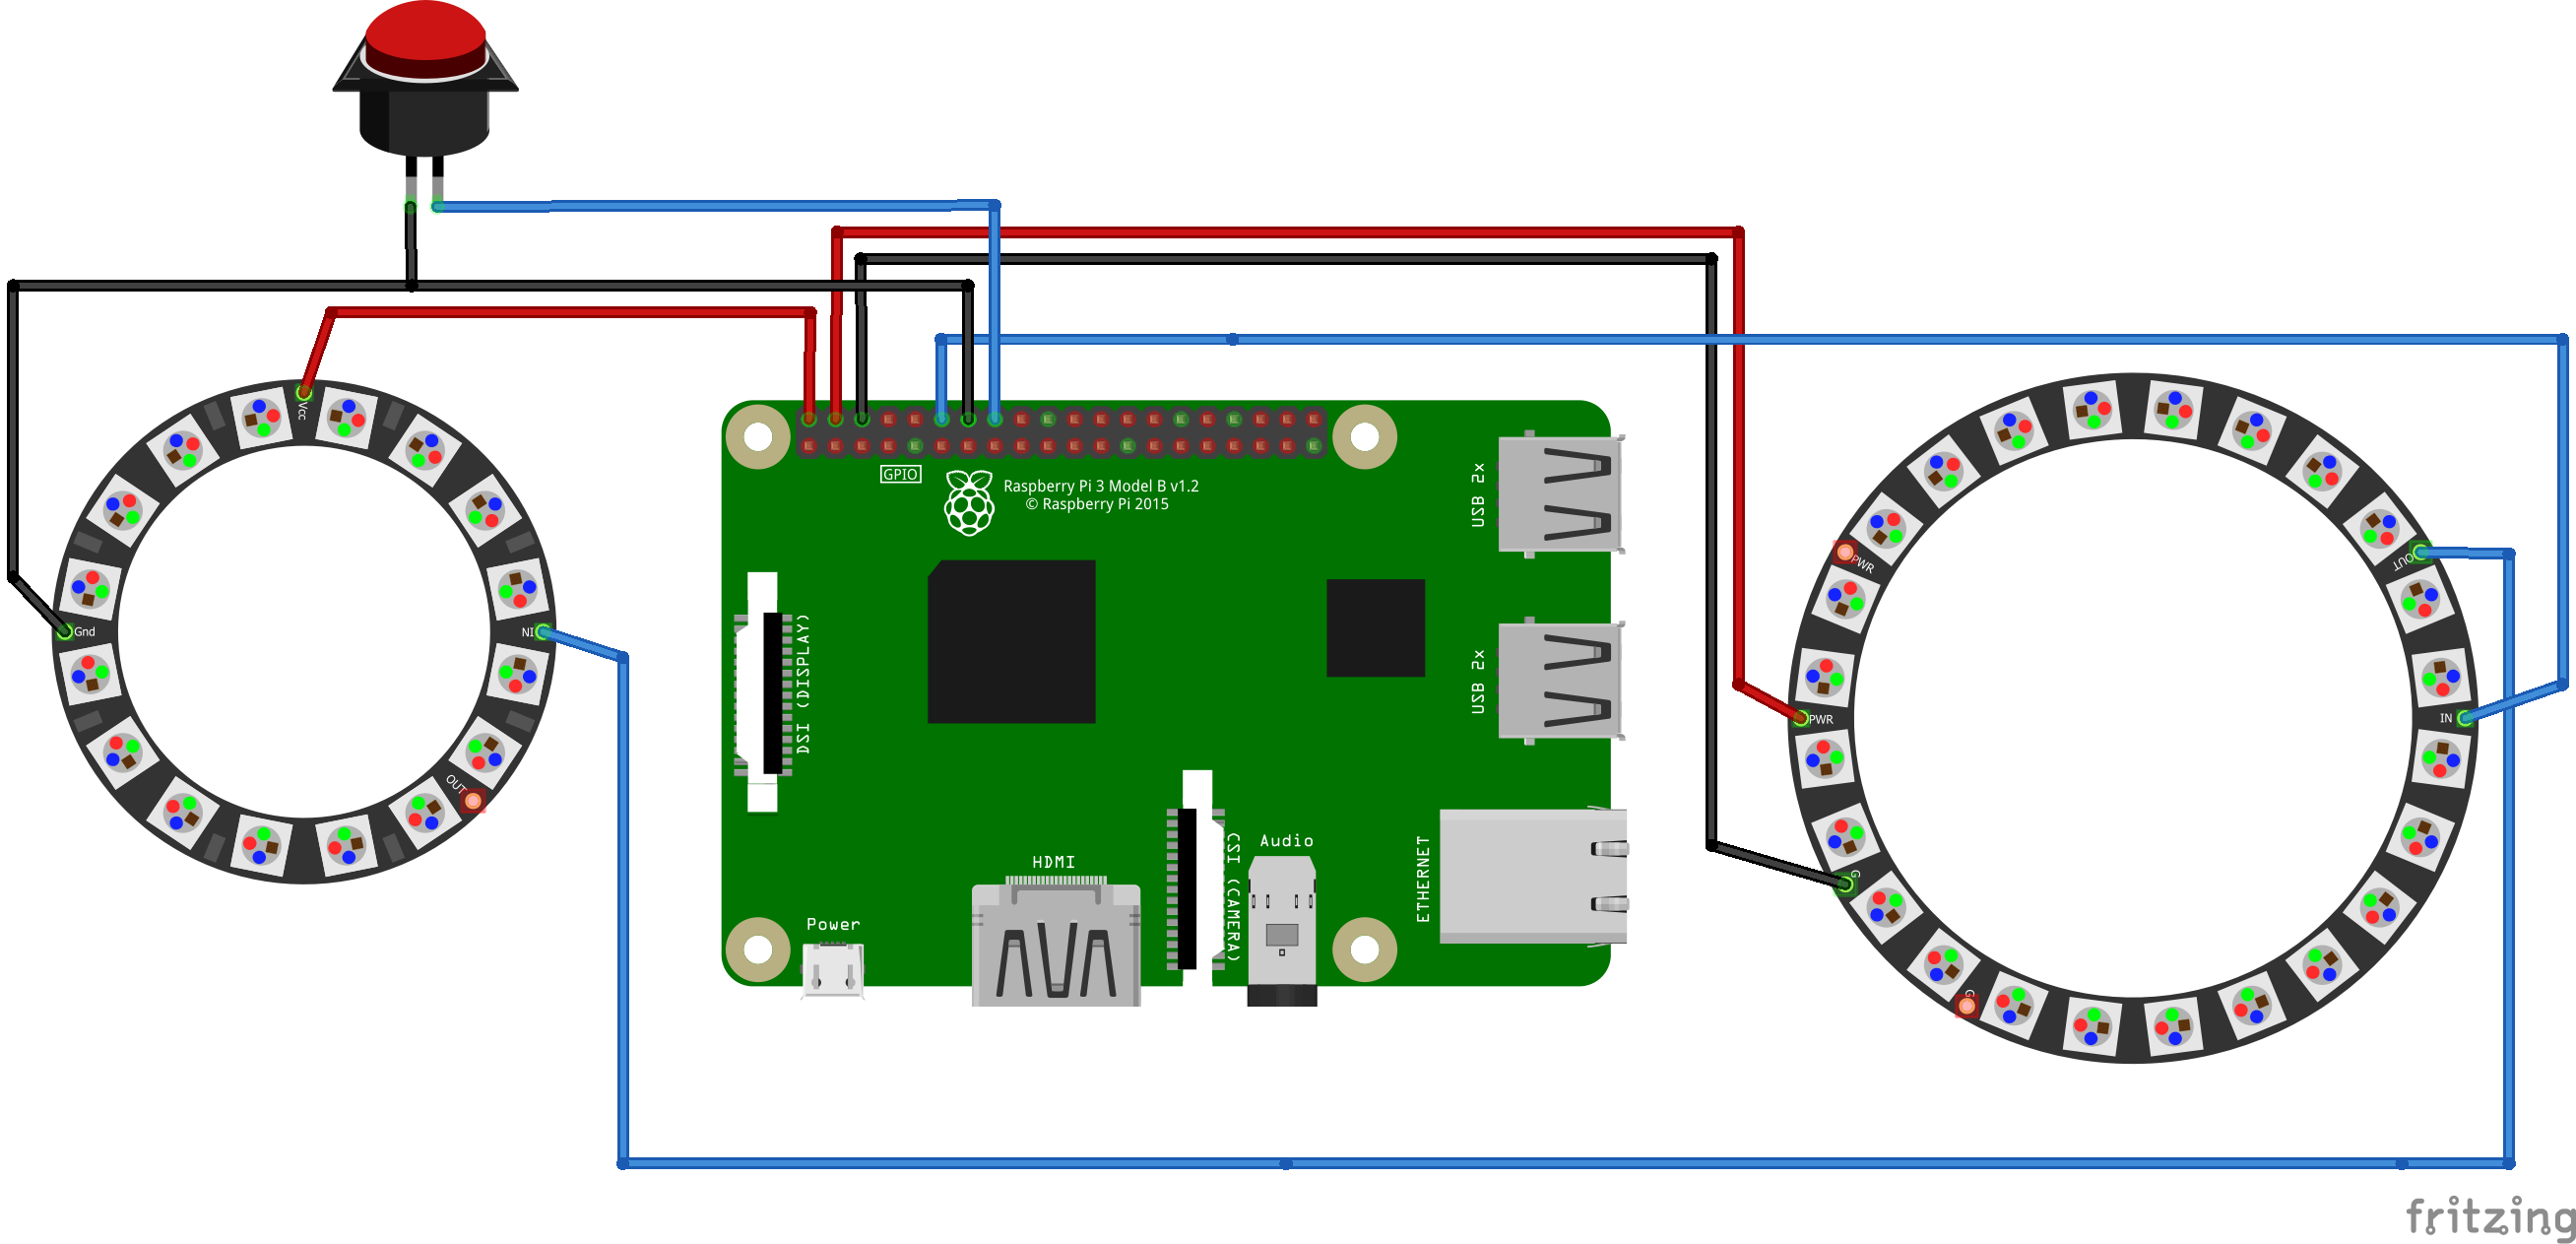 Vcc
Gnd
IN
OUT
GPIO
Raspberry Pi 3 Model B v1.2
© Raspberry Pi 2015
USB 2x
USB 2x
DSI (DISPLAY)
CSI (CAMERA)
Audio
HDMI
ETHERNET
Power
PWR
PWR
OUT
IN
G
G
fritzing